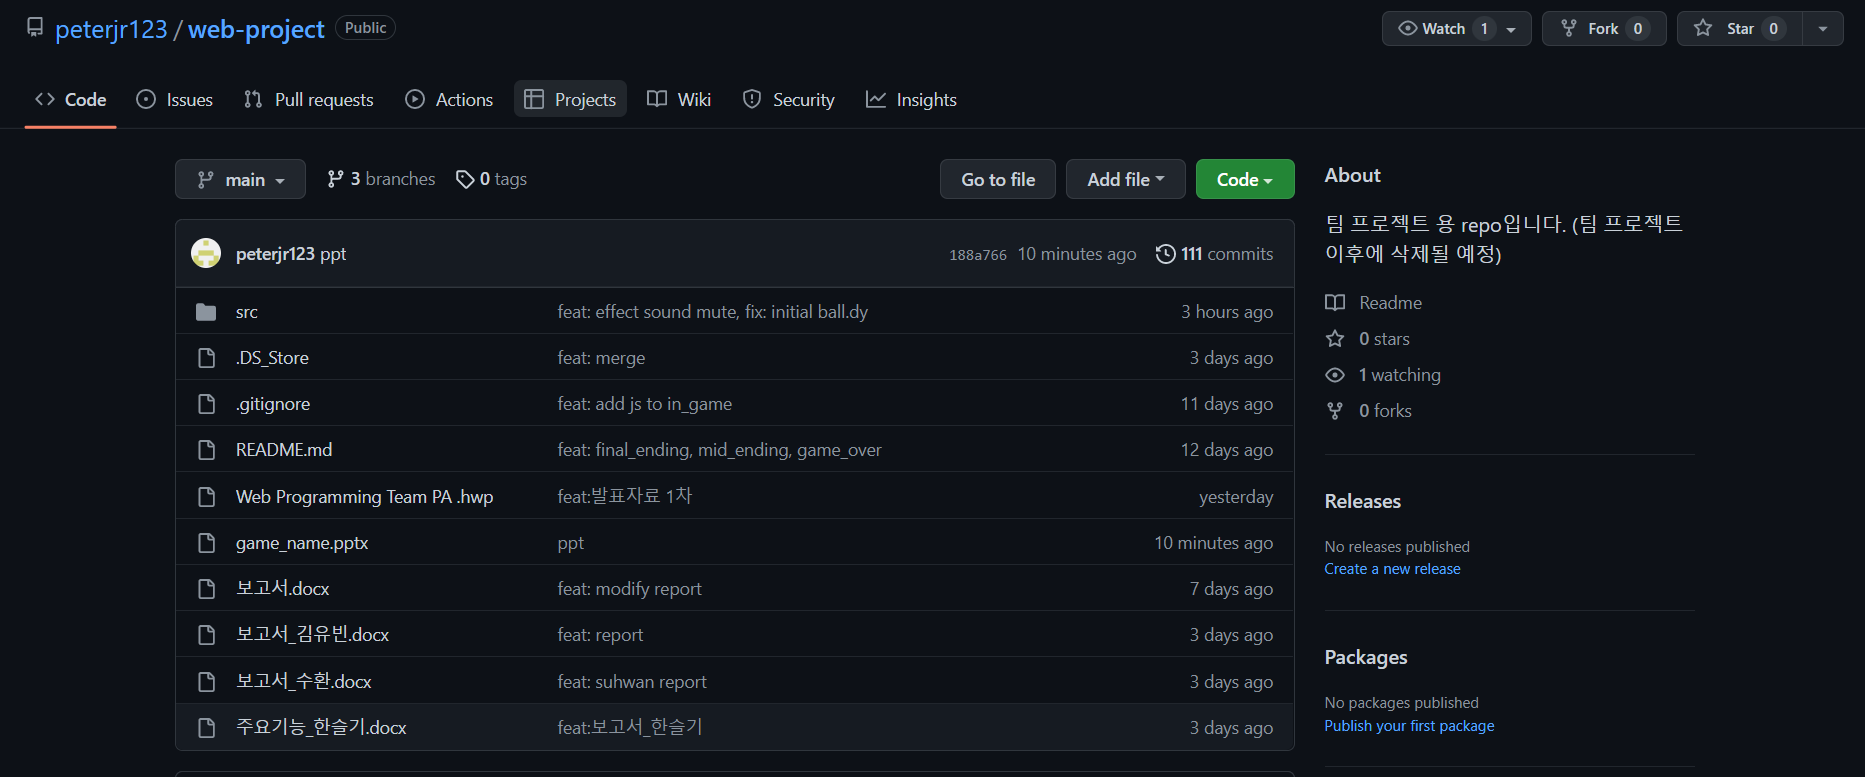 peterjr123 / web-project Public
Watch 1 Fork 0 Star 0
Code Issues Pull requests Actions Projects Wiki Security Insights
main 3 branches 0 tags Go to file Add file Code
peterjr123 ppt 188a766 10 minutes ago 111 commits
src feat: effect sound mute, fix: initial ball.dy 3 hours ago
.DS_Store feat: merge 3 days ago
.gitignore feat: add js to in_game 11 days ago
README.md feat: final_ending, mid_ending, game_over 12 days ago
Web Programming Team PA .hwp feat:발표자료 1차 yesterday
game_name.pptx ppt 10 minutes ago
보고서.docx feat: modify report 7 days ago
보고서_김유빈.docx feat: report 3 days ago
보고서_수환.docx feat: suhwan report 3 days ago
주요기능_한슬기.docx feat:보고서_한슬기 3 days ago
About
팀 프로젝트 용 repo입니다. (팀 프로젝트
이후에 삭제될 예정)
Readme
0 stars
1 watching
0 forks
Releases
No releases published
Create a new release
Packages
No packages published
Publish your first package